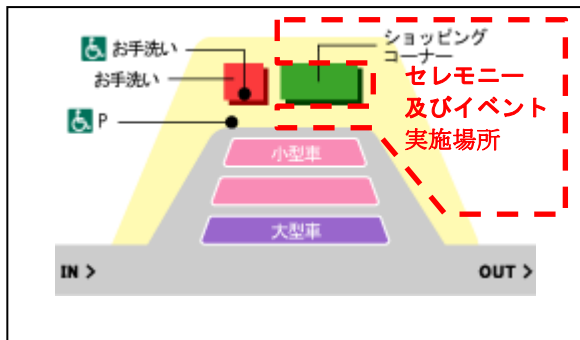 お手洗い
お手洗い
P
ショッピング
コーナー
セレモニー
及びイベント
実施場所
小型車
大型車
IN >
OUT >